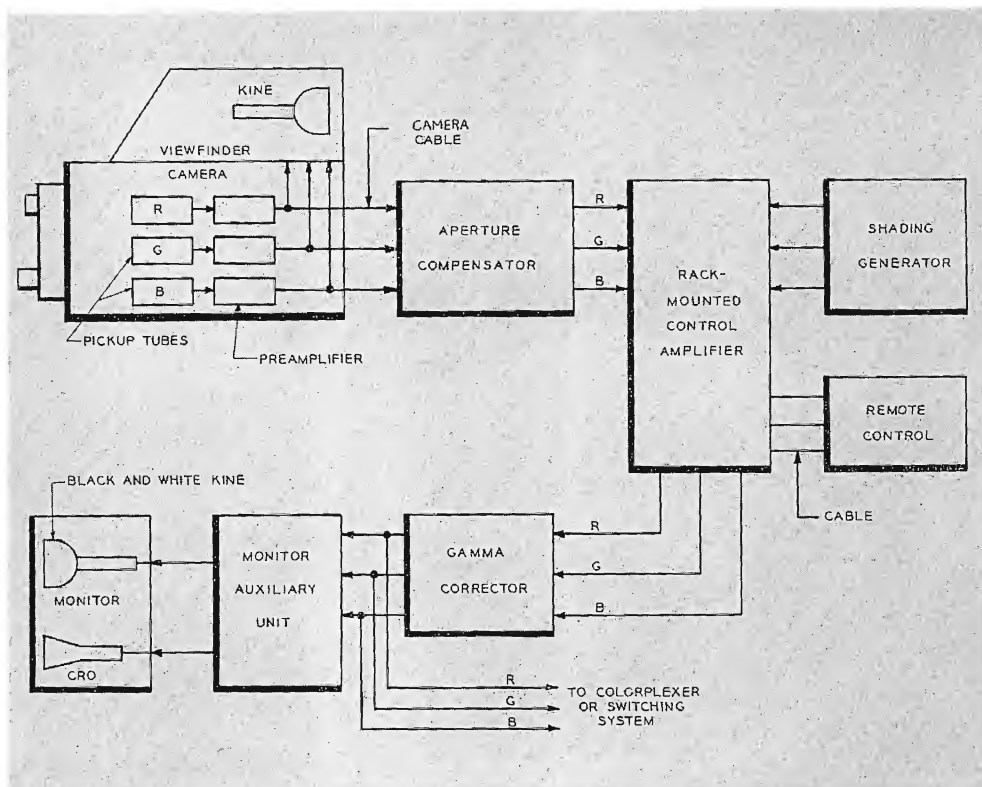 KINE
VIEWFINDER
CAMERA
CAMERA
CABLE
R
G
B
PICKUP TUBES
PREAMPLIFIER
APERTURE
COMPENSATOR
R
G
B
RACK-
MOUNTED
CONTROL
AMPLIFIER
SHADING
GENERATOR
REMOTE
CONTROL
CABLE
BLACK AND WHITE KINE
MONITOR
CRO
MONITOR
AUXILIARY
UNIT
GAMMA
CORRECTOR
R
G
B
R
G
B
TO COLORPLEXER
OR SWITCHING
SYSTEM